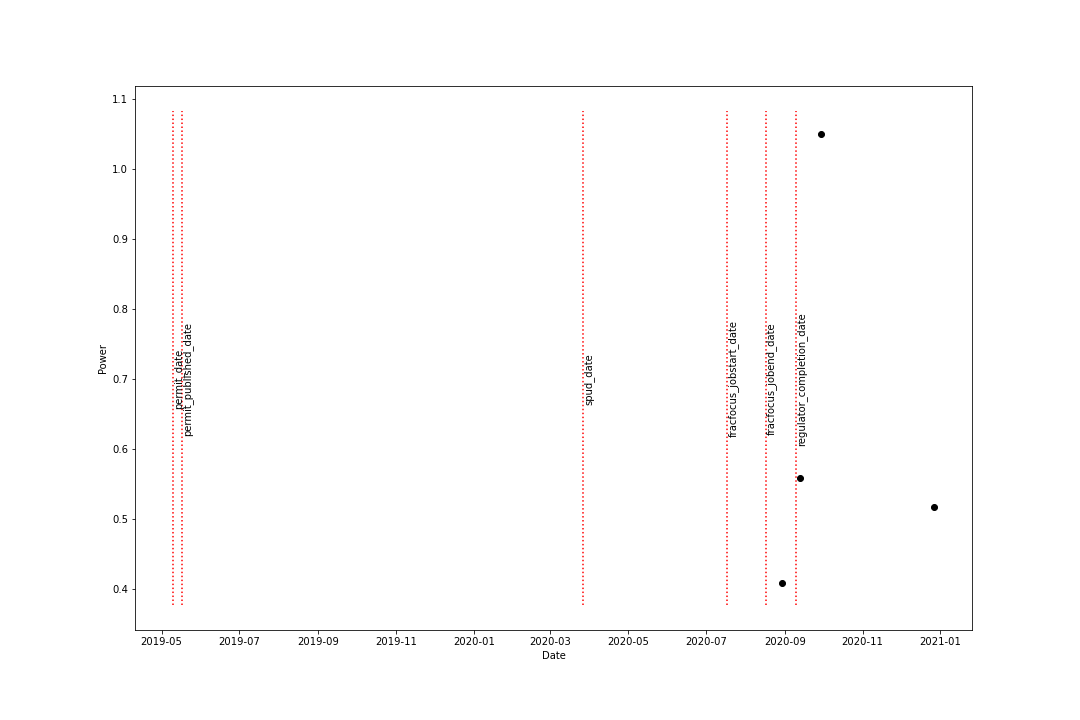 1.1
1.0
0.9
0.8
0.7
0.6
0.5
0.4
Power
permit_date
permit_published_date
spud_date
fracfocus_jobstart_date
fracfocus_jobend_date
regulator_completion_date
2019-05 2019-07 2019-09 2019-11 2020-01 2020-03 2020-05 2020-07 2020-09 2020-11 2021-01
Date